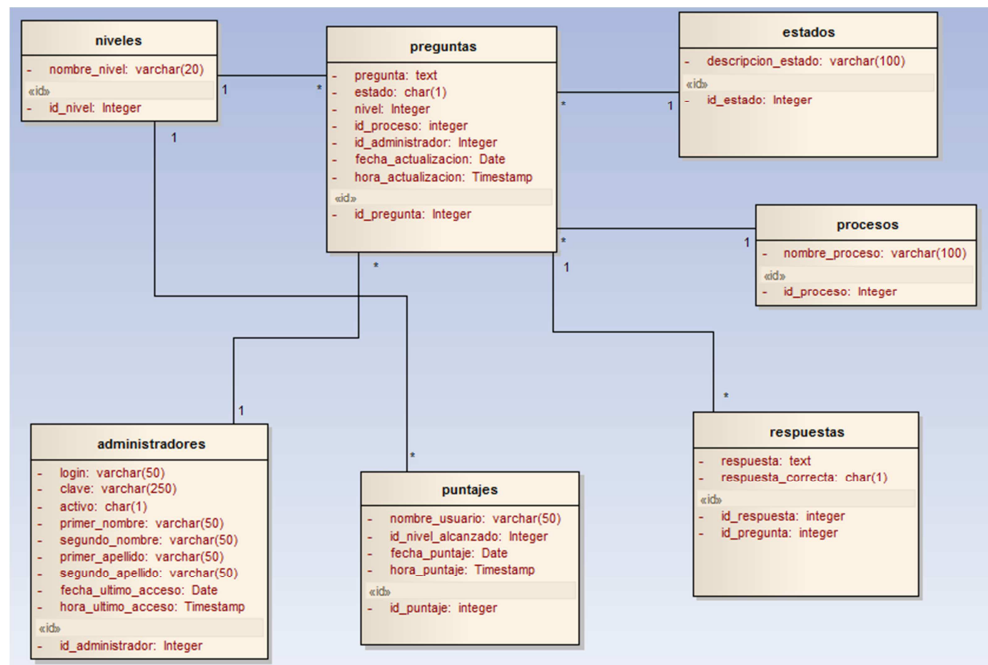 niveles
- nombre_nivel: varchar(20)
«id»
- id_nivel: Integer
preguntas
- pregunta: text
- estado: char(1)
- nivel: Integer
- id_proceso: integer
- id_administrador: Integer
- fecha_actualizacion: Date
- hora_actualizacion: Timestamp
«id»
- id_pregunta: Integer
estados
- descripcion_estado: varchar(100)
«id»
- id_estado: Integer
1
*
*
1
1
procesos
- nombre_proceso: varchar(100)
«id»
- id_proceso: Integer
*
1
*
1
1
*
*
administradores
- login: varchar(50)
- clave: varchar(250)
- activo: char(1)
- primer_nombre: varchar(50)
- segundo_nombre: varchar(50)
- primer_apellido: varchar(50)
- segundo_apellido: varchar(50)
- fecha_ultimo_acceso: Date
- hora_ultimo_acceso: Timestamp
«id»
- id_administrador: Integer
puntajes
- nombre_usuario: varchar(50)
- id_nivel_alcanzado: Integer
- fecha_puntaje: Date
- hora_puntaje: Timestamp
«id»
- id_puntaje: integer
respuestas
- respuesta: text
- respuesta_correcta: char(1)
«id»
- id_respuesta: integer
- id_pregunta: integer